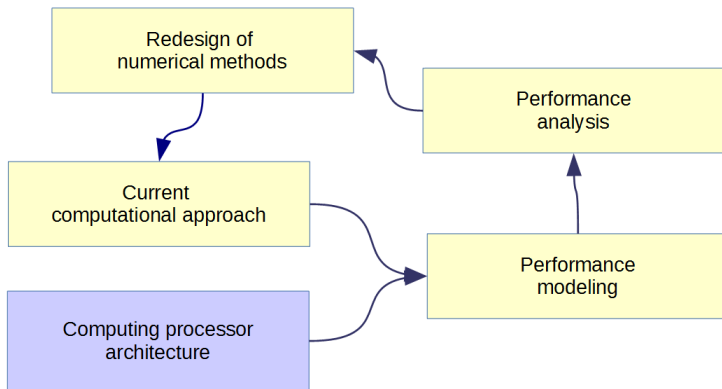 Redesign of
numerical methods
Performance
analysis
Current
computational approach
Performance
modeling
Computing processor
architecture